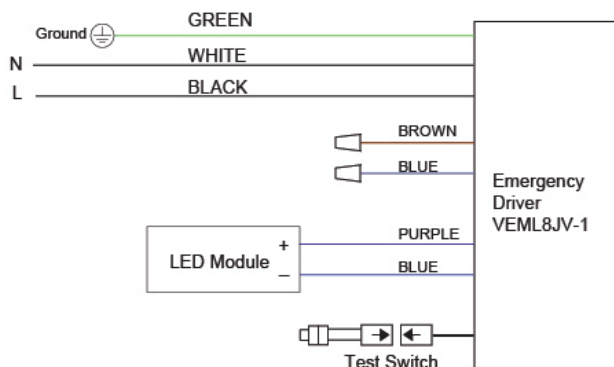 GREEN
Ground
N WHITE
L BLACK
BROWN
BLUE
Emergency
Driver
VEML8JV-1
PURPLE
LED Module + −
BLUE
Test Switch